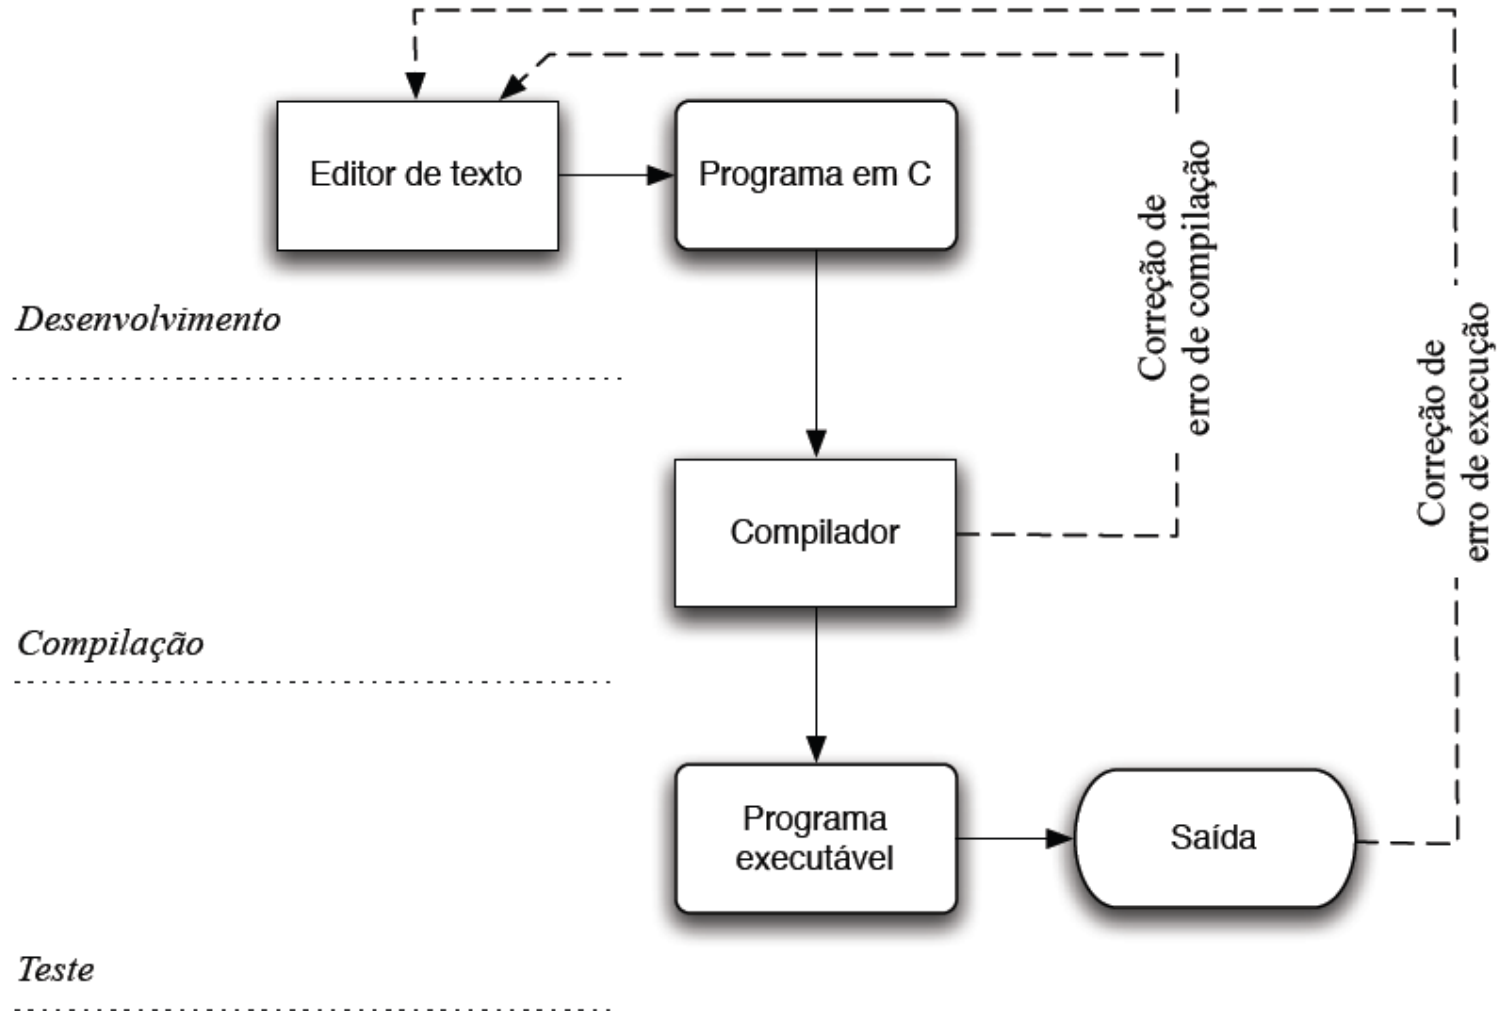 Editor de texto
Programa em C
Correção de
erro de compilação
Correção de
erro de execução
Desenvolvimento
Compilador
Compilação
Programa
executável
Saída
Teste